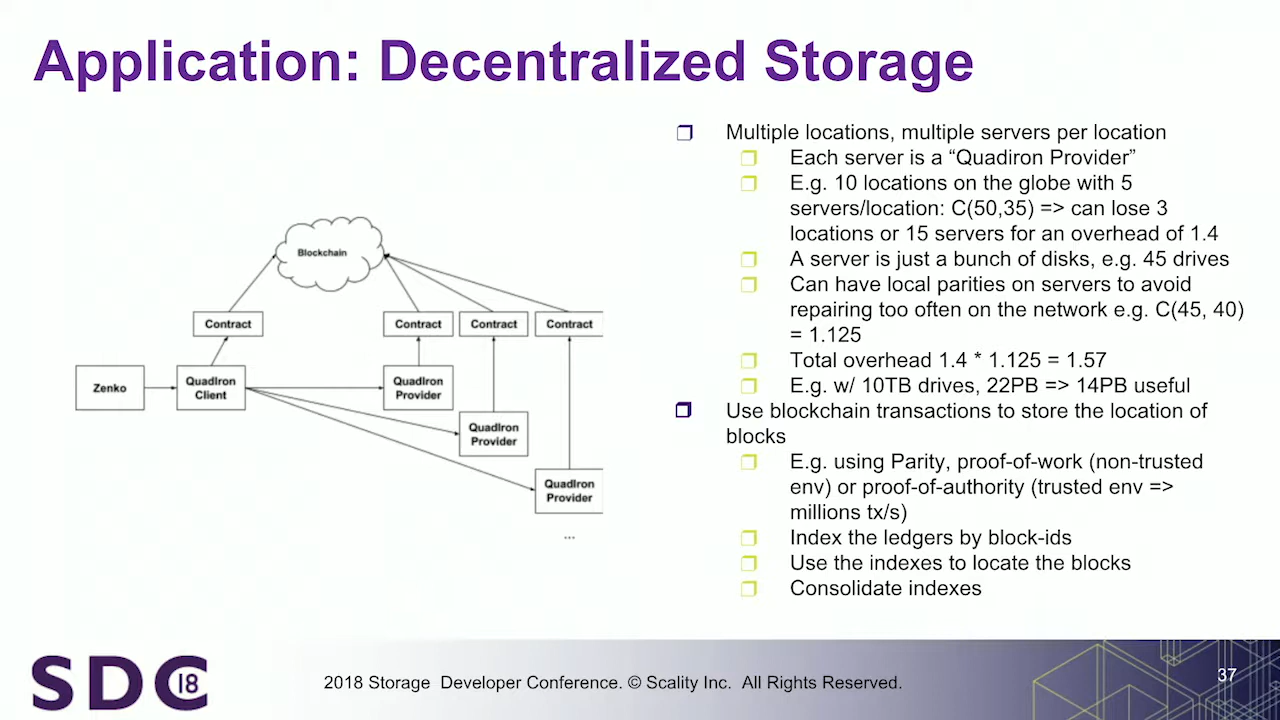 Application: Decentralized Storage
Multiple locations, multiple servers per location
Each server is a “Quadiron Provider”
E.g. 10 locations on the globe with 5
servers/location: C(50,35) => can lose 3
locations or 15 servers for an overhead of 1.4
A server is just a bunch of disks, e.g. 45 drives
Can have local parities on servers to avoid
repairing too often on the network e.g. C(45, 40)
= 1.125
Total overhead 1.4 * 1.125 = 1.57
E.g. w/ 10TB drives, 22PB => 14PB useful
Use blockchain transactions to store the location of
blocks
E.g. using Parity, proof-of-work (non-trusted
env) or proof-of-authority (trusted env =>
millions tx/s)
Index the ledgers by block-ids
Use the indexes to locate the blocks
Consolidate indexes
Blockchain
Contract
Contract
Contract
Contract
Zenko
QuadIron
Client
QuadIron
Provider
QuadIron
Provider
QuadIron
Provider
...
SDC 18
2018 Storage Developer Conference. © Scality Inc. All Rights Reserved.
37